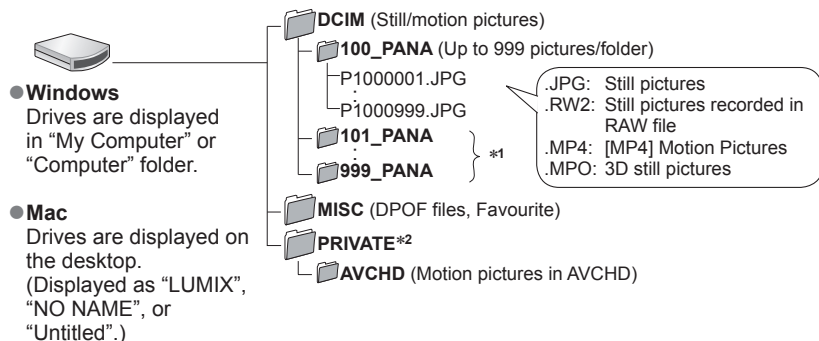 ●Windows
Drives are displayed
in “My Computer” or
“Computer” folder.
●Mac
Drives are displayed on
the desktop.
(Displayed as “LUMIX”,
“NO NAME”, or
“Untitled”.)
DCIM (Still/motion pictures)
100_PANA (Up to 999 pictures/folder)
P1000001.JPG
:
P1000999.JPG
101_PANA
:
999_PANA
*1
MISC (DPOF files, Favourite)
PRIVATE*2
AVCHD (Motion pictures in AVCHD)
.JPG: Still pictures
.RW2: Still pictures recorded in
RAW file
.MP4: [MP4] Motion Pictures
.MPO: 3D still pictures